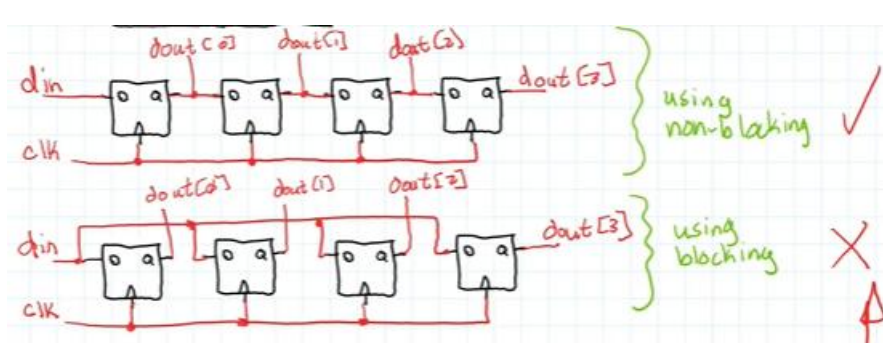 dout[0] dout[1] dout[2]
din D Q D Q D Q D Q dout[3]
clk
using
non-blocking
dout[0] dout[1] dout[2]
din D Q D Q D Q D Q dout[3]
clk
using
blocking